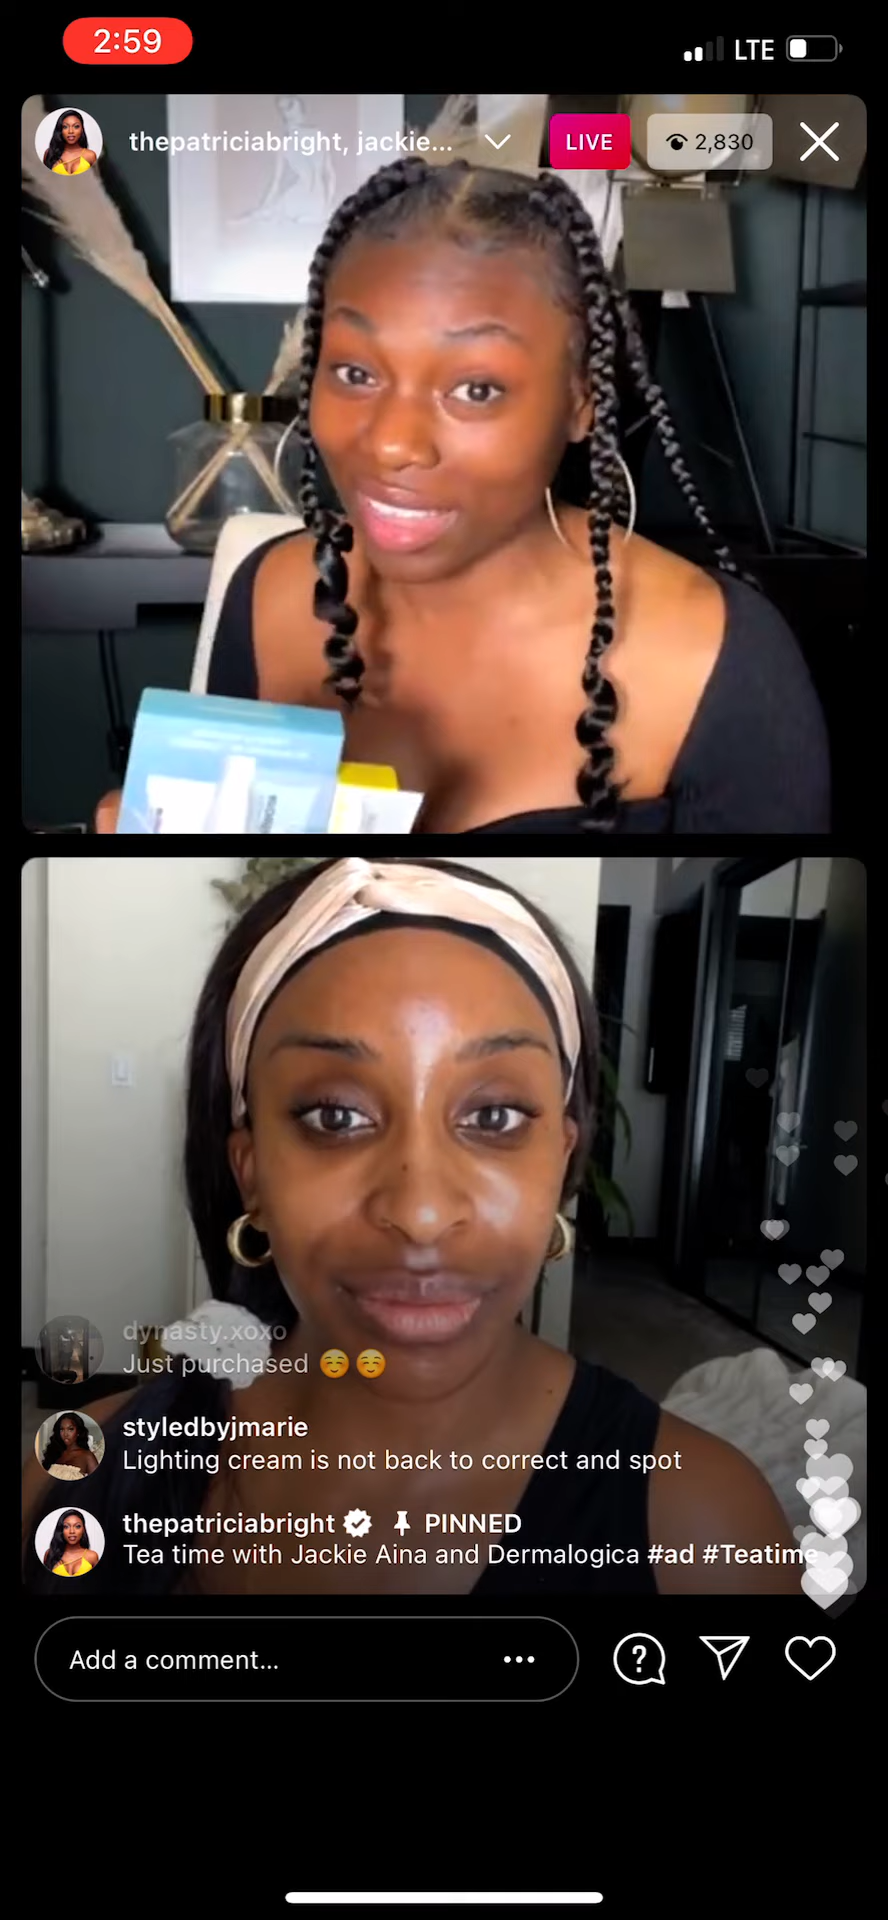 2:59
LTE
thepatriciabright, jackie...
LIVE
2,830
dynasty.xoxo
Just purchased ☺️☺️
styledbyjmarie
Lighting cream is not back to correct and spot
thepatriciabright PINNED
Tea time with Jackie Aina and Dermalogica #ad #Teatime
Add a comment...